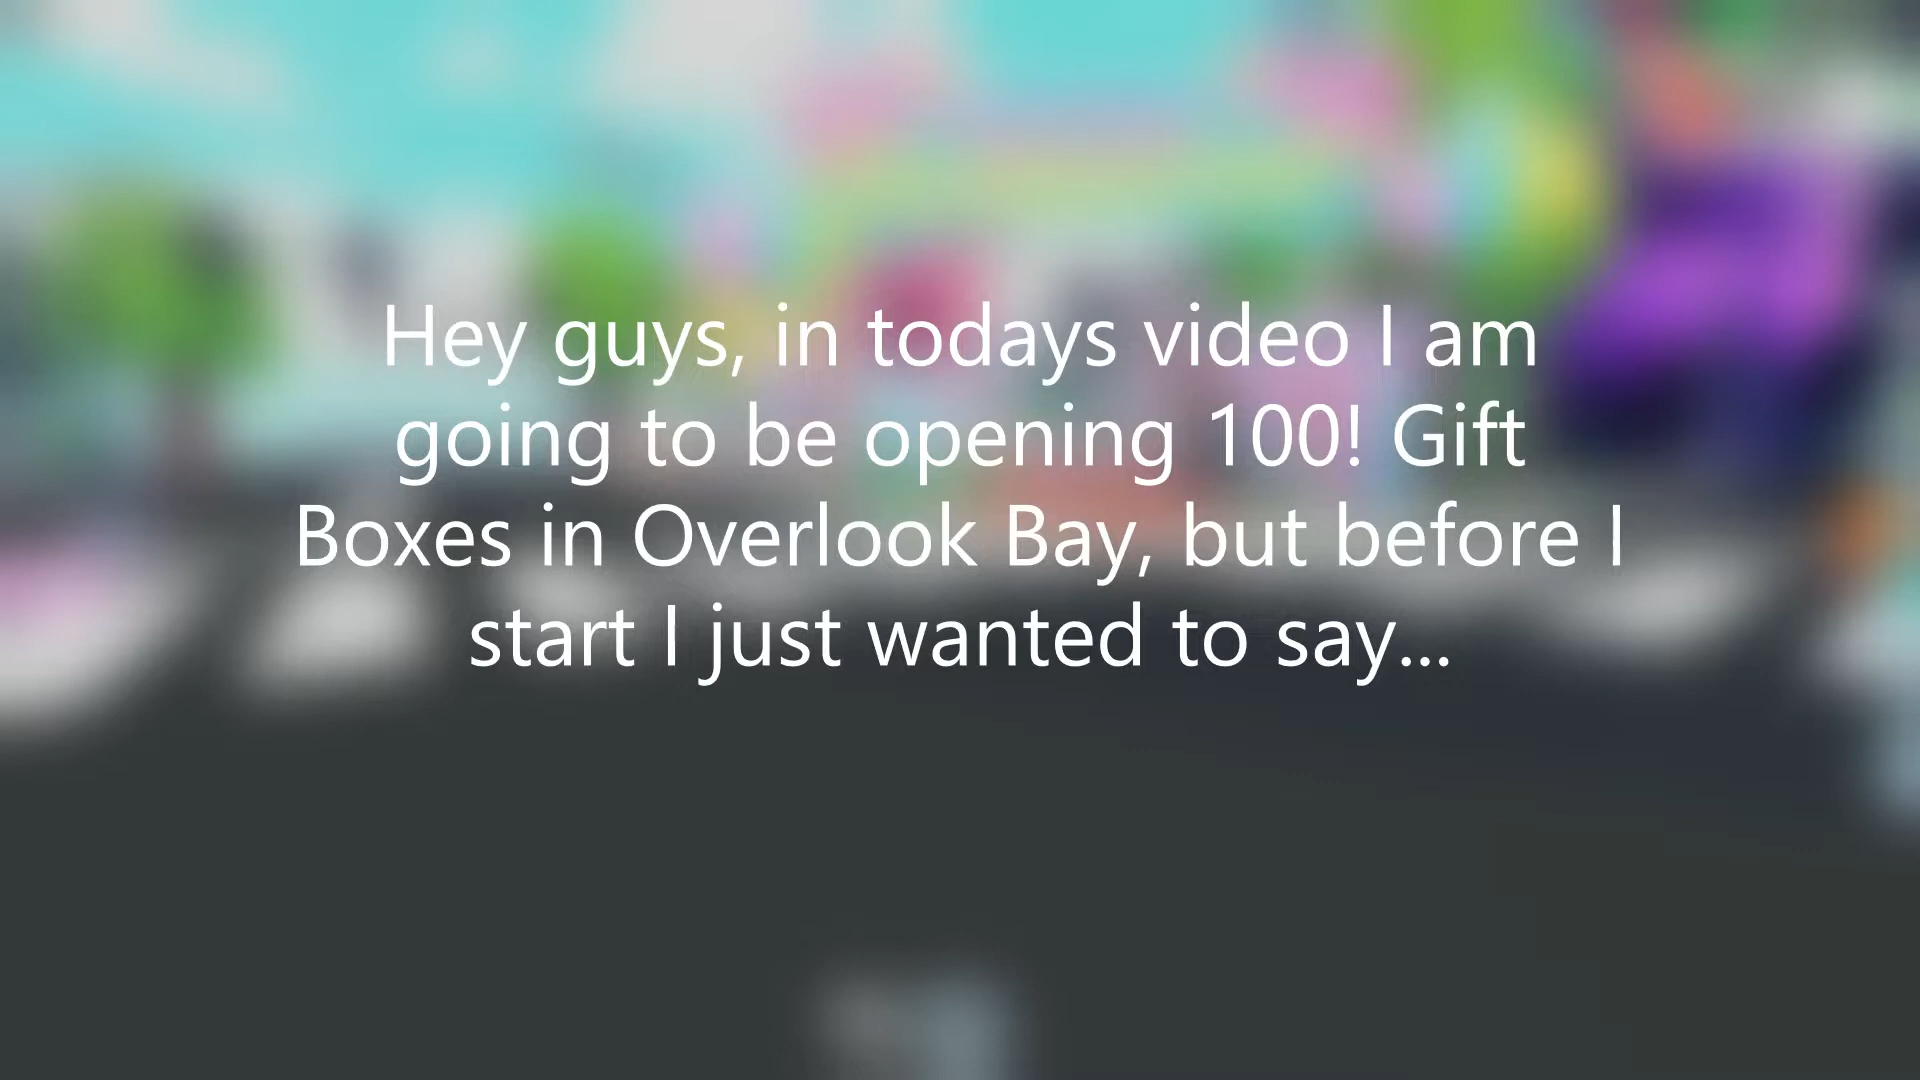 Hey guys, in todays video I am
going to be opening 100! Gift
Boxes in Overlook Bay, but before I
start I just wanted to say...